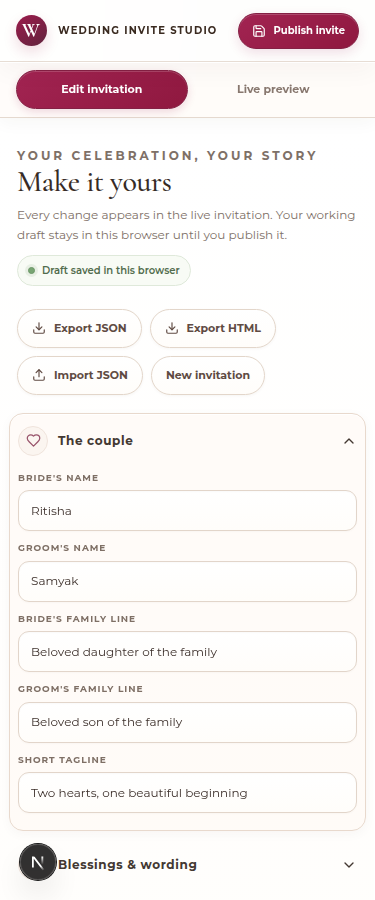 W
WEDDING INVITE STUDIO
Publish invite
Edit invitation
Live preview
YOUR CELEBRATION, YOUR STORY
Make it yours
Every change appears in the live invitation. Your working
draft stays in this browser until you publish it.
Draft saved in this browser
Export JSON
Export HTML
Import JSON
New invitation
The couple
BRIDE'S NAME
Ritisha
GROOM'S NAME
Samyak
BRIDE'S FAMILY LINE
Beloved daughter of the family
GROOM'S FAMILY LINE
Beloved son of the family
SHORT TAGLINE
Two hearts, one beautiful beginning
N
Blessings & wording